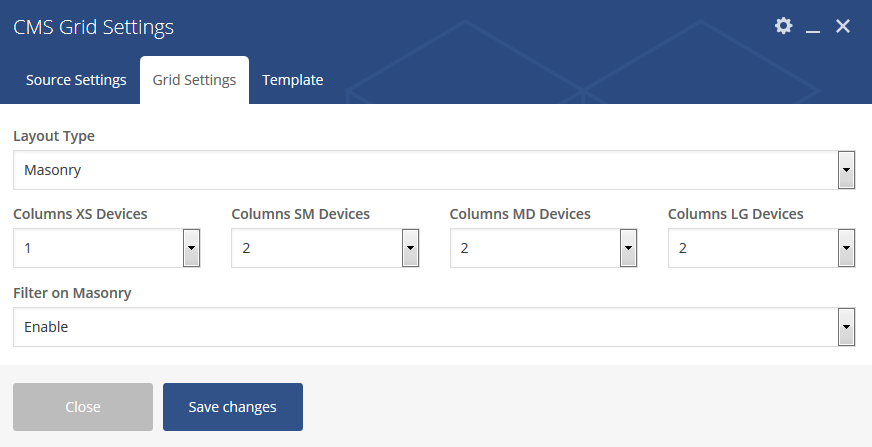 CMS Grid Settings
Source Settings Grid Settings Template
Layout Type
Masonry
Columns XS Devices Columns SM Devices Columns MD Devices Columns LG Devices
1 2 2 2
Filter on Masonry
Enable
Close Save changes